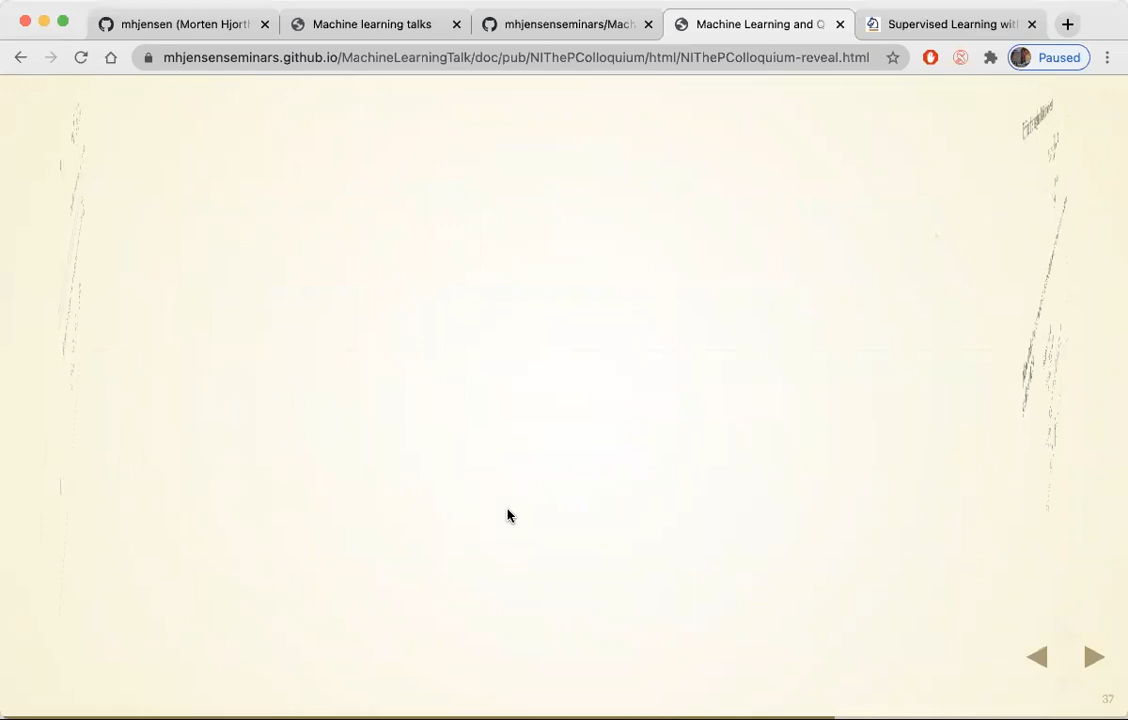 mhjensen (Morten Hjort
Machine learning talks
mhjensenseminars/Mach
Machine Learning and Q
Supervised Learning wit
mhjensenseminars.github.io/MachineLearningTalk/doc/pub/NIThePColloquium/html/NIThePColloquium-reveal.html
Paused
37